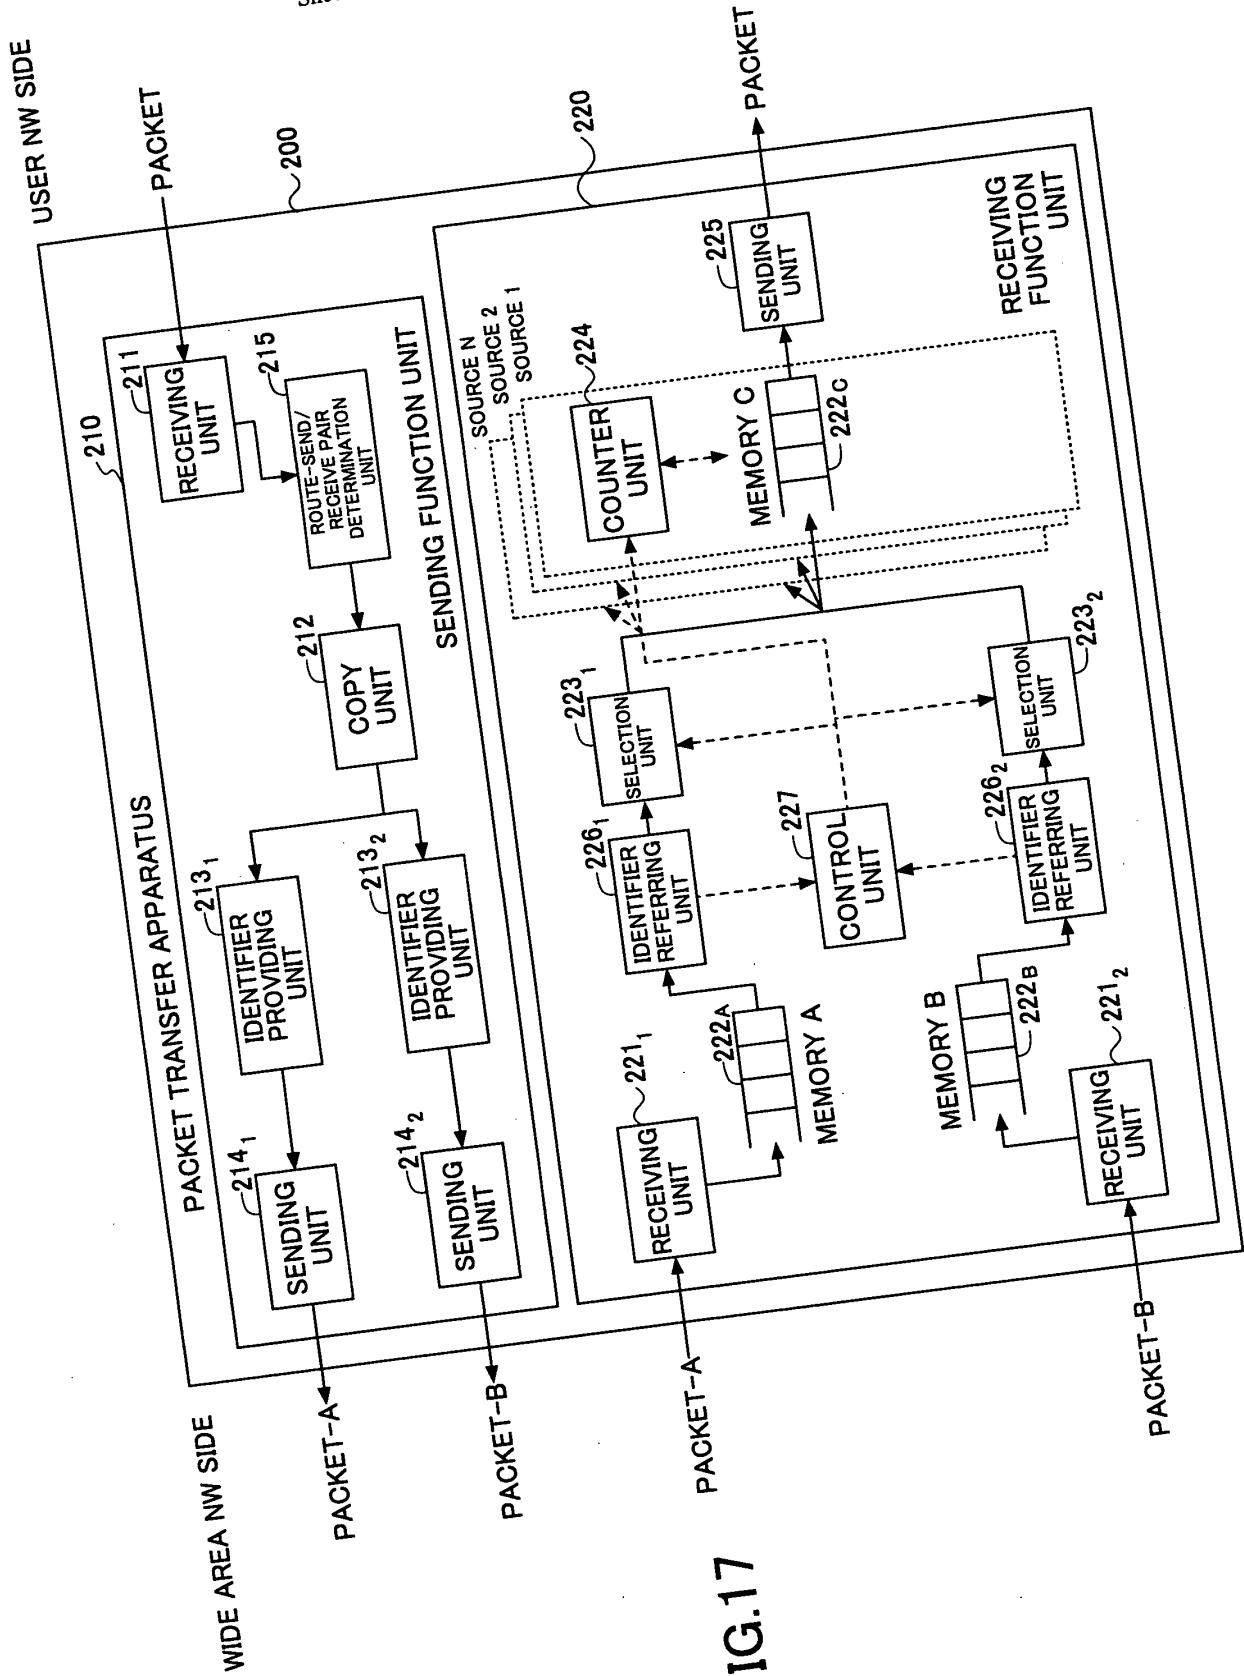 USER NW SIDE
PACKET
200
PACKET TRANSFER APPARATUS
210
211
RECEIVING
UNIT
215
ROUTE-SEND/
RECEIVE PAIR
DETERMINATION
UNIT
212
COPY
UNIT
213₁
IDENTIFIER
PROVIDING
UNIT
213₂
IDENTIFIER
PROVIDING
UNIT
214₁
SENDING
UNIT
214₂
SENDING
UNIT
SENDING FUNCTION UNIT
WIDE AREA NW SIDE
PACKET-A
PACKET-B
220
PACKET
225
SENDING
UNIT
RECEIVING
FUNCTION
UNIT
SOURCE N
SOURCE 2
SOURCE 1
224
COUNTER
UNIT
MEMORY C
222C
223₁
SELECTION
UNIT
223₂
SELECTION
UNIT
226₁
IDENTIFIER
REFERRING
UNIT
227
CONTROL
UNIT
226₂
IDENTIFIER
REFERRING
UNIT
222A
MEMORY A
MEMORY B
222B
221₁
RECEIVING
UNIT
221₂
RECEIVING
UNIT
PACKET-A
PACKET-B
IG.17